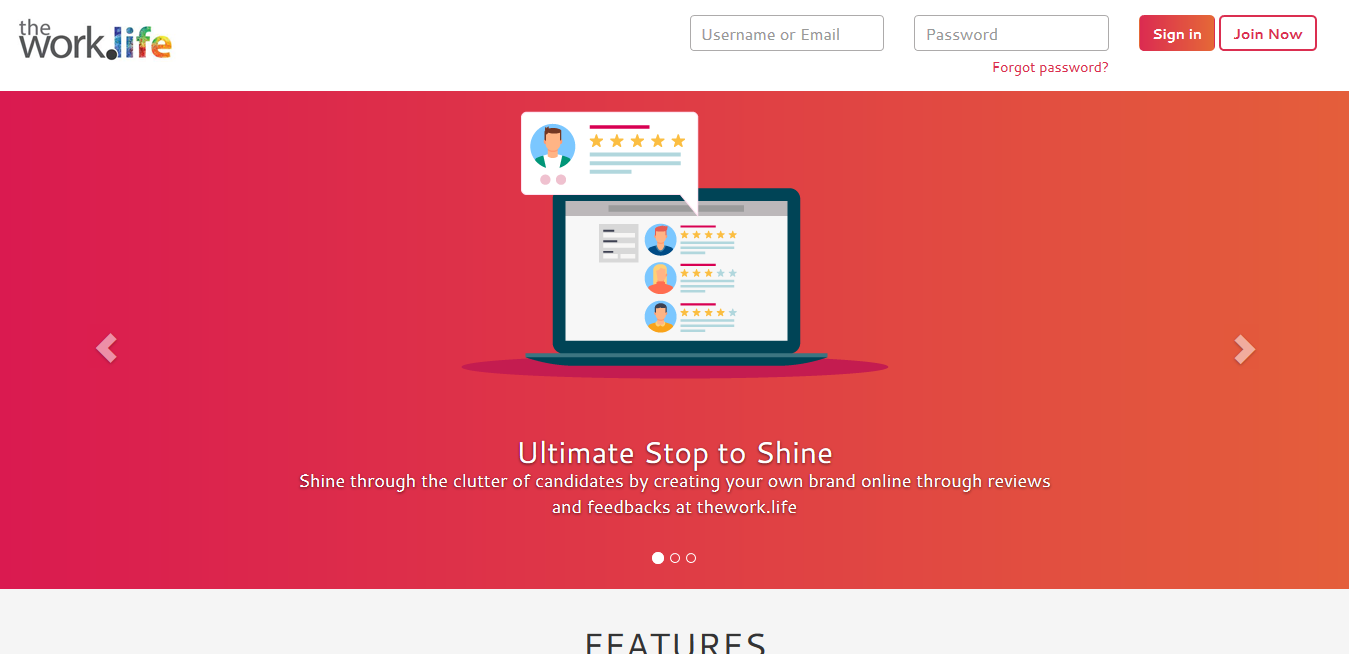 the
work.life
Username or Email
Password
Sign in
Join Now
Forgot password?
Ultimate Stop to Shine
Shine through the clutter of candidates by creating your own brand online through reviews
and feedbacks at thework.life
FEATURES